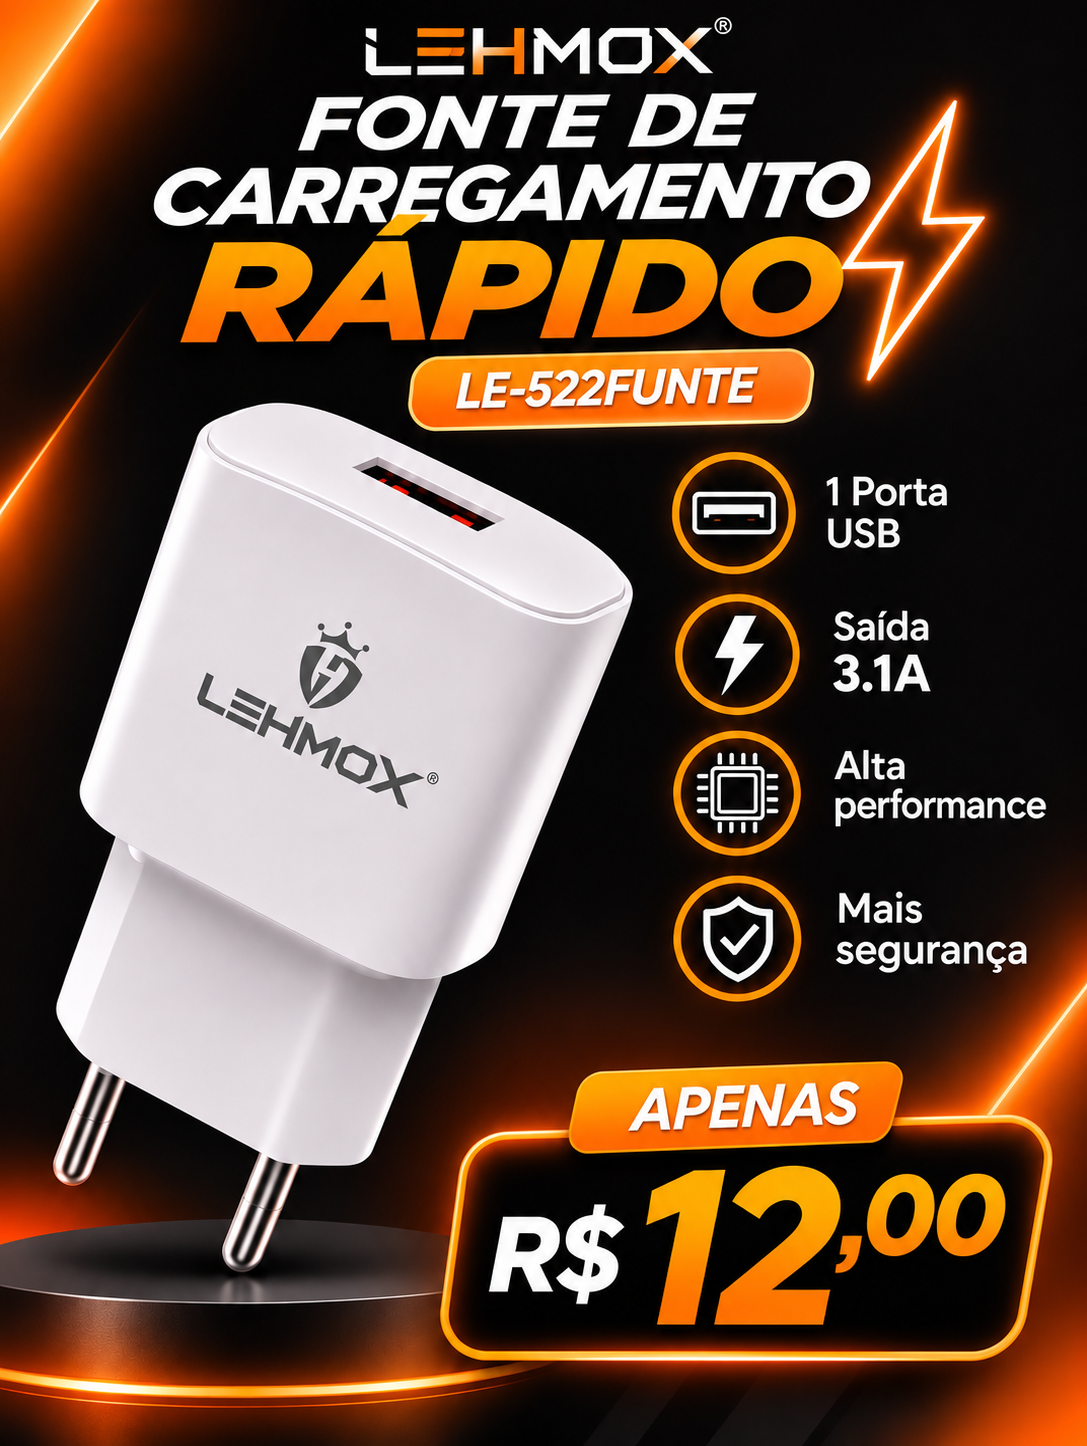 LEHMOX®
FONTE DE
CARREGAMENTO
RÁPIDO
LE-522FUNTE
1 Porta
USB
Saída
3.1A
Alta
performance
Mais
segurança
LEHMOX®
APENAS
R$ 12,00